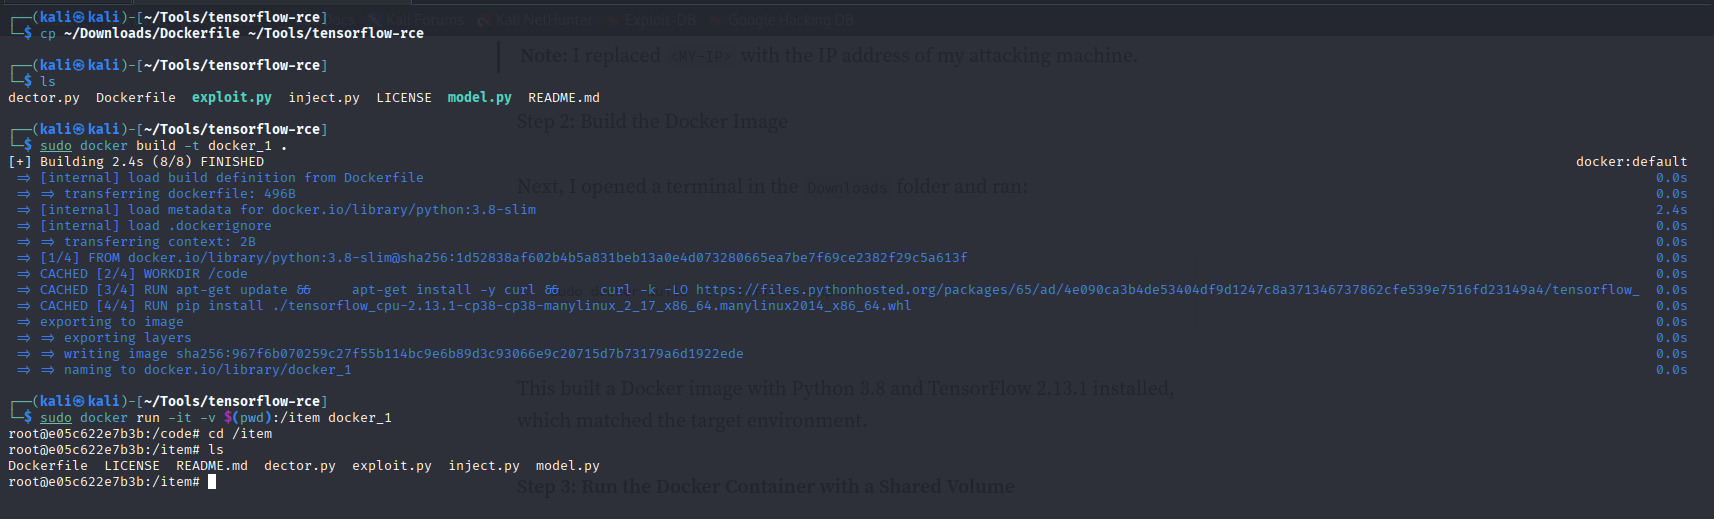 Docs Kali Forums Kali NetHunter Exploit-DB Google Hacking DB
┌──(kali㉿kali)-[~/Tools/tensorflow-rce]
└─$ cp ~/Downloads/Dockerfile ~/Tools/tensorflow-rce
Note: I replaced <MY-IP> with the IP address of my attacking machine.
┌──(kali㉿kali)-[~/Tools/tensorflow-rce]
└─$ ls
dector.py  Dockerfile  exploit.py  inject.py  LICENSE  model.py  README.md
Step 2: Build the Docker Image
┌──(kali㉿kali)-[~/Tools/tensorflow-rce]
└─$ sudo docker build -t docker_1 .
[+] Building 2.4s (8/8) FINISHED docker:default
=> [internal] load build definition from Dockerfile 0.0s
=> => transferring dockerfile: 496B 0.0s
Next, I opened a terminal in the Downloads folder and ran:
=> [internal] load metadata for docker.io/library/python:3.8-slim 2.4s
=> [internal] load .dockerignore 0.0s
=> => transferring context: 2B 0.0s
=> [1/4] FROM docker.io/library/python:3.8-slim@sha256:1d52838af602b4b5a831beb13a0e4d073280665ea7be7f69ce2382f29c5a613f 0.0s
=> CACHED [2/4] WORKDIR /code 0.0s
=> CACHED [3/4] RUN apt-get update &&     apt-get install -y curl &&     curl -k -LO https://files.pythonhosted.org/packages/65/ad/4e090ca3b4de53404df9d1247c8a371346737862cfe539e7516fd23149a4/tensorflow_ 0.0s
=> CACHED [4/4] RUN pip install ./tensorflow_cpu-2.13.1-cp38-cp38-manylinux_2_17_x86_64.manylinux2014_x86_64.whl 0.0s
=> exporting to image 0.0s
=> => exporting layers 0.0s
=> => writing image sha256:967f6b070259c27f55b114bc9e6b89d3c93066e9c20715d7b73179a6d1922ede 0.0s
=> => naming to docker.io/library/docker_1 0.0s
This built a Docker image with Python 3.8 and TensorFlow 2.13.1 installed,
which matched the target environment.
┌──(kali㉿kali)-[~/Tools/tensorflow-rce]
└─$ sudo docker run -it -v $(pwd):/item docker_1
root@e05c622e7b3b:/code# cd /item
root@e05c622e7b3b:/item# ls
Dockerfile  LICENSE  README.md  dector.py  exploit.py  inject.py  model.py
root@e05c622e7b3b:/item#
Step 3: Run the Docker Container with a Shared Volume